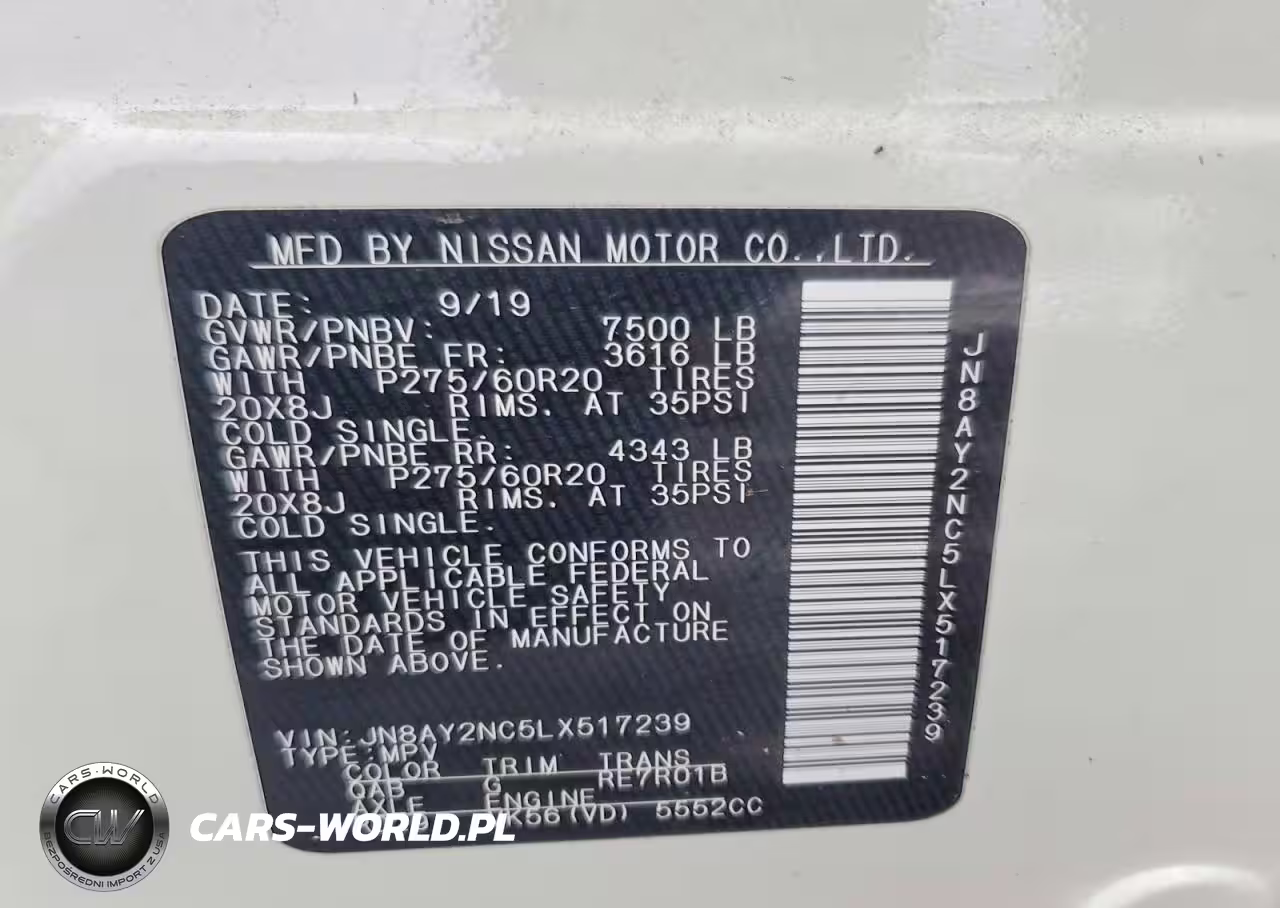 MFD BY NISSAN MOTOR CO.,LTD.
DATE: 9/19
GVWR/PNBV: 7500 LB
GAWR/PNBE FR: 3616 LB
WITH P275/60R20 TIRES
20X8J RIMS. AT 35PSI
COLD SINGLE.
GAWR/PNBE RR: 4343 LB
WITH P275/60R20 TIRES
20X8J RIMS. AT 35PSI
COLD SINGLE.
THIS VEHICLE CONFORMS TO
ALL APPLICABLE FEDERAL
MOTOR VEHICLE SAFETY
STANDARDS IN EFFECT ON
THE DATE OF MANUFACTURE
SHOWN ABOVE.
VIN:JN8AY2NC5LX517239
TYPE:MPV
COLOR TRIM TRANS
QAB G RE7R01B
AXLE ENGINE
(VD) 5552CC
JN8AY2NC5LX517239
CARS-WORLD
CW
BEZPOŚREDNI IMPORT Z USA
CARS-WORLD.PL